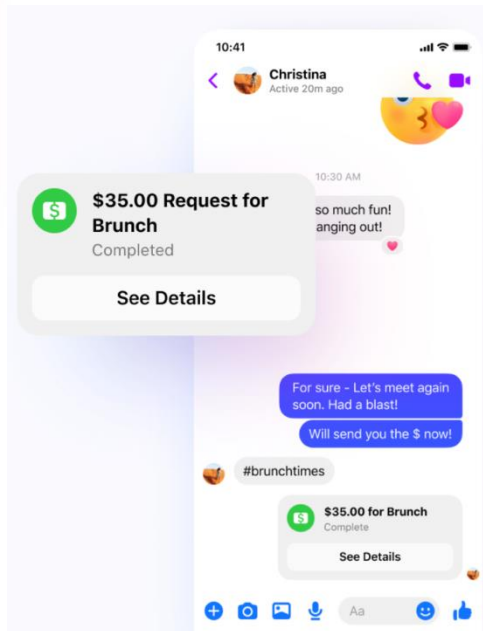 10:41
Christina
Active 20m ago
10:30 AM
$35.00 Request for
Brunch
Completed
See Details
so much fun!
anging out!
For sure - Let's meet again
soon. Had a blast!
Will send you the $ now!
#brunchtimes
$35.00 for Brunch
Complete
See Details
Aa